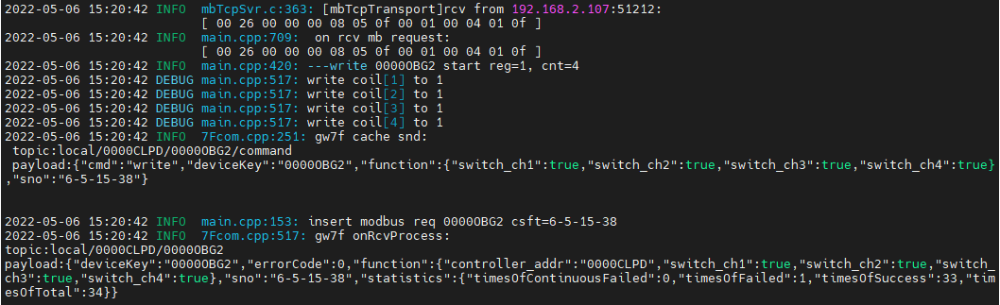 2022-05-06 15:20:42 INFO  mbTcpSvr.c:363: [mbTcpTransport]rcv from 192.168.2.107:51212:
[ 00 26 00 00 00 08 05 0f 00 01 00 04 01 0f ]
2022-05-06 15:20:42 INFO  main.cpp:709:  on rcv mb request:
[ 00 26 00 00 00 08 05 0f 00 01 00 04 01 0f ]
2022-05-06 15:20:42 INFO  main.cpp:420: ---write 0000OBG2 start reg=1, cnt=4
2022-05-06 15:20:42 DEBUG main.cpp:517: write coil[1] to 1
2022-05-06 15:20:42 DEBUG main.cpp:517: write coil[2] to 1
2022-05-06 15:20:42 DEBUG main.cpp:517: write coil[3] to 1
2022-05-06 15:20:42 DEBUG main.cpp:517: write coil[4] to 1
2022-05-06 15:20:42 INFO  7Fcom.cpp:251: gw7f cache snd:
topic:local/0000CLPD/0000OBG2/command
payload:{"cmd":"write","deviceKey":"0000OBG2","function":{"switch_ch1":true,"switch_ch2":true,"switch_ch3":true,"switch_ch4":true}
,"sno":"6-5-15-38"}
2022-05-06 15:20:42 INFO  main.cpp:153: insert modbus req 0000OBG2 csft=6-5-15-38
2022-05-06 15:20:42 INFO  7Fcom.cpp:517: gw7f onRcvProcess:
topic:local/0000CLPD/0000OBG2
payload:{"deviceKey":"0000OBG2","errorCode":0,"function":{"controller_addr":"0000CLPD","switch_ch1":true,"switch_ch2":true,"switch_
ch3":true,"switch_ch4":true},"sno":"6-5-15-38","statistics":{"timesOfContinuousFailed":0,"timesOfFailed":1,"timesOfSuccess":33,"tim
esOfTotal":34}}